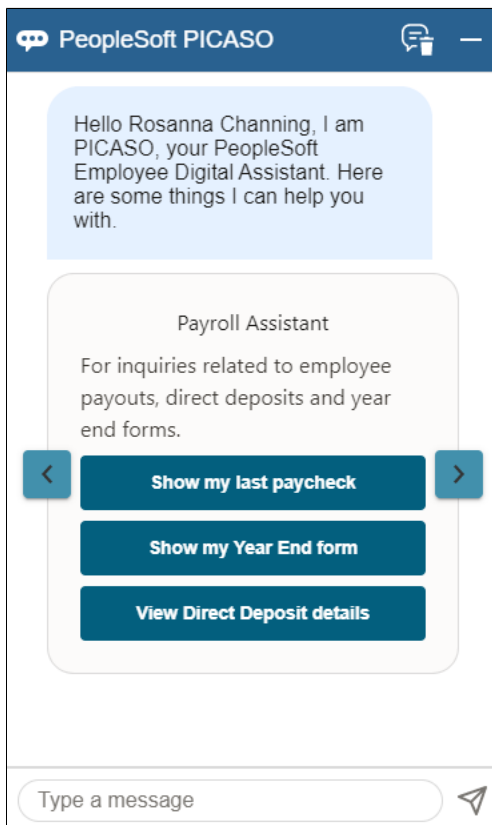 PeopleSoft PICASO
Hello Rosanna Channing, I am
PICASO, your PeopleSoft
Employee Digital Assistant. Here
are some things I can help you
with.
Payroll Assistant
For inquiries related to employee
payouts, direct deposits and year
end forms.
Show my last paycheck
Show my Year End form
View Direct Deposit details
Type a message